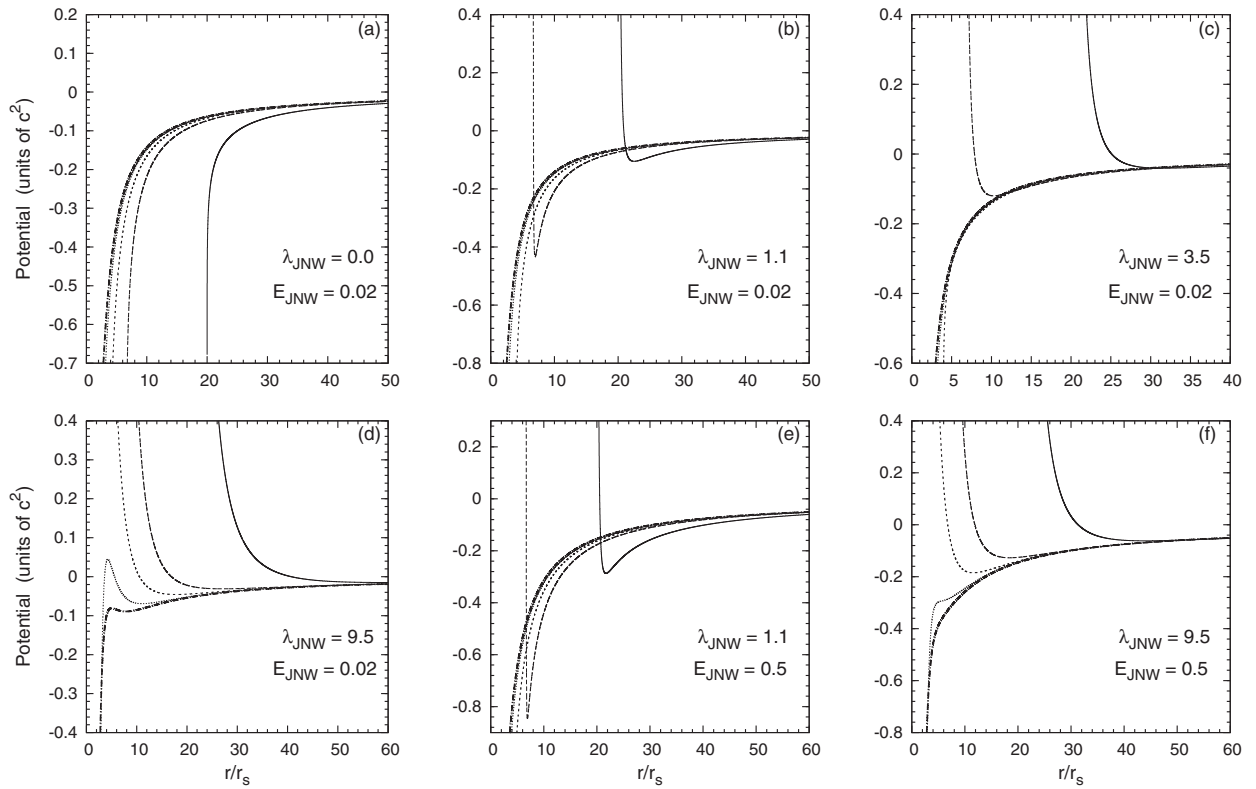 (a)
0.2
0.1
0
-0.1
-0.2
-0.3
-0.4
-0.5
-0.6
-0.7
0 10 20 30 40 50
λJNW = 0.0
EJNW = 0.02
Potential (units of c²)
(b)
0.4
0.2
0
-0.2
-0.4
-0.6
-0.8
0 10 20 30 40 50 60
λJNW = 1.1
EJNW = 0.02
(c)
0.4
0.2
0
-0.2
-0.4
-0.6
0 5 10 15 20 25 30 35 40
λJNW = 3.5
EJNW = 0.02
(d)
0.4
0.3
0.2
0.1
0
-0.1
-0.2
-0.3
-0.4
0 10 20 30 40 50 60
λJNW = 9.5
EJNW = 0.02
Potential (units of c²)
r/rs
(e)
0.4
0.2
0
-0.2
-0.4
-0.6
-0.8
0 10 20 30 40 50 60
λJNW = 1.1
EJNW = 0.5
r/rs
(f)
0.4
0.2
0
-0.2
-0.4
-0.6
-0.8
0 10 20 30 40 50 60
λJNW = 9.5
EJNW = 0.5
r/rs